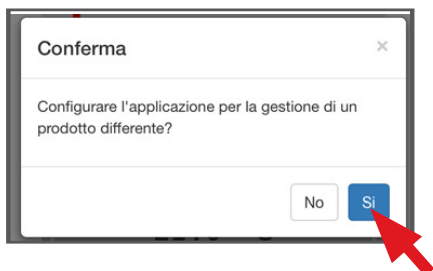 Conferma
×
Configurare l'applicazione per la gestione di un
prodotto differente?
No
Si